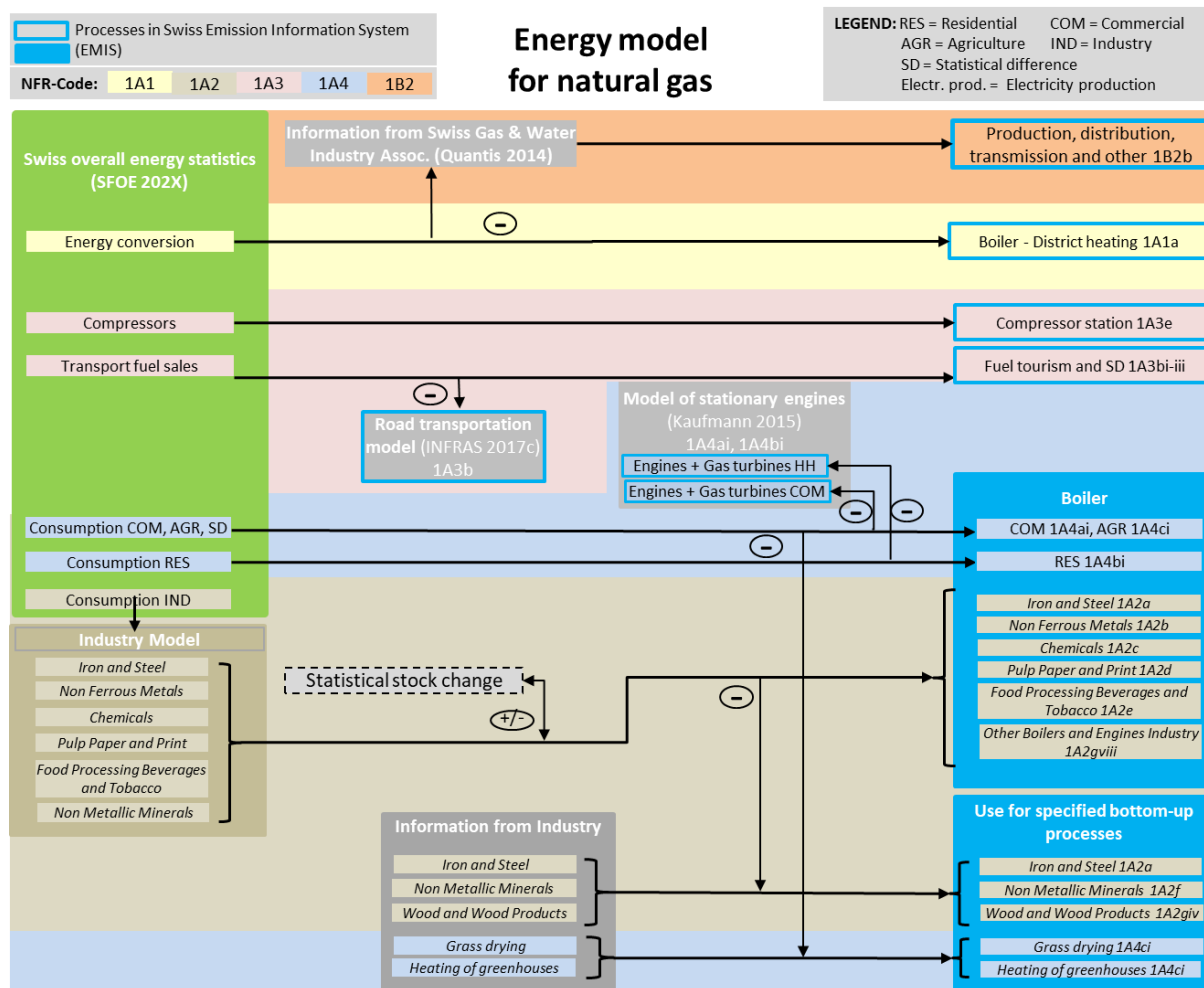 Processes in Swiss Emission Information System
(EMIS)
NFR-Code: 1A1 1A2 1A3 1A4 1B2
Energy model
for natural gas
LEGEND: RES = Residential COM = Commercial
AGR = Agriculture IND = Industry
SD = Statistical difference
Electr. prod. = Electricity production
Swiss overall energy statistics
(SFOE 202X)
Information from Swiss Gas & Water
Industry Assoc. (Quantis 2014)
Production, distribution,
transmission and other 1B2b
-
Energy conversion
Boiler - District heating 1A1a
Compressors
Compressor station 1A3e
Transport fuel sales
Fuel tourism and SD 1A3bi-iii
-
Road transportation
model (INFRAS 2017c)
1A3b
Model of stationary engines
(Kaufmann 2015)
1A4ai, 1A4bi
Engines + Gas turbines HH
Engines + Gas turbines COM
- -
Boiler
Consumption COM, AGR, SD
-
COM 1A4ai, AGR 1A4ci
Consumption RES
RES 1A4bi
Consumption IND
Industry Model
Iron and Steel
Non Ferrous Metals
Chemicals
Pulp Paper and Print
Food Processing Beverages
and Tobacco
Non Metallic Minerals
Statistical stock change
+/-
-
Iron and Steel 1A2a
Non Ferrous Metals 1A2b
Chemicals 1A2c
Pulp Paper and Print 1A2d
Food Processing Beverages and
Tobacco 1A2e
Other Boilers and Engines Industry
1A2gviii
Information from Industry
Iron and Steel
Non Metallic Minerals
Wood and Wood Products
Grass drying
Heating of greenhouses
Use for specified bottom-up
processes
Iron and Steel 1A2a
Non Metallic Minerals 1A2f
Wood and Wood Products 1A2giv
Grass drying 1A4ci
Heating of greenhouses 1A4ci